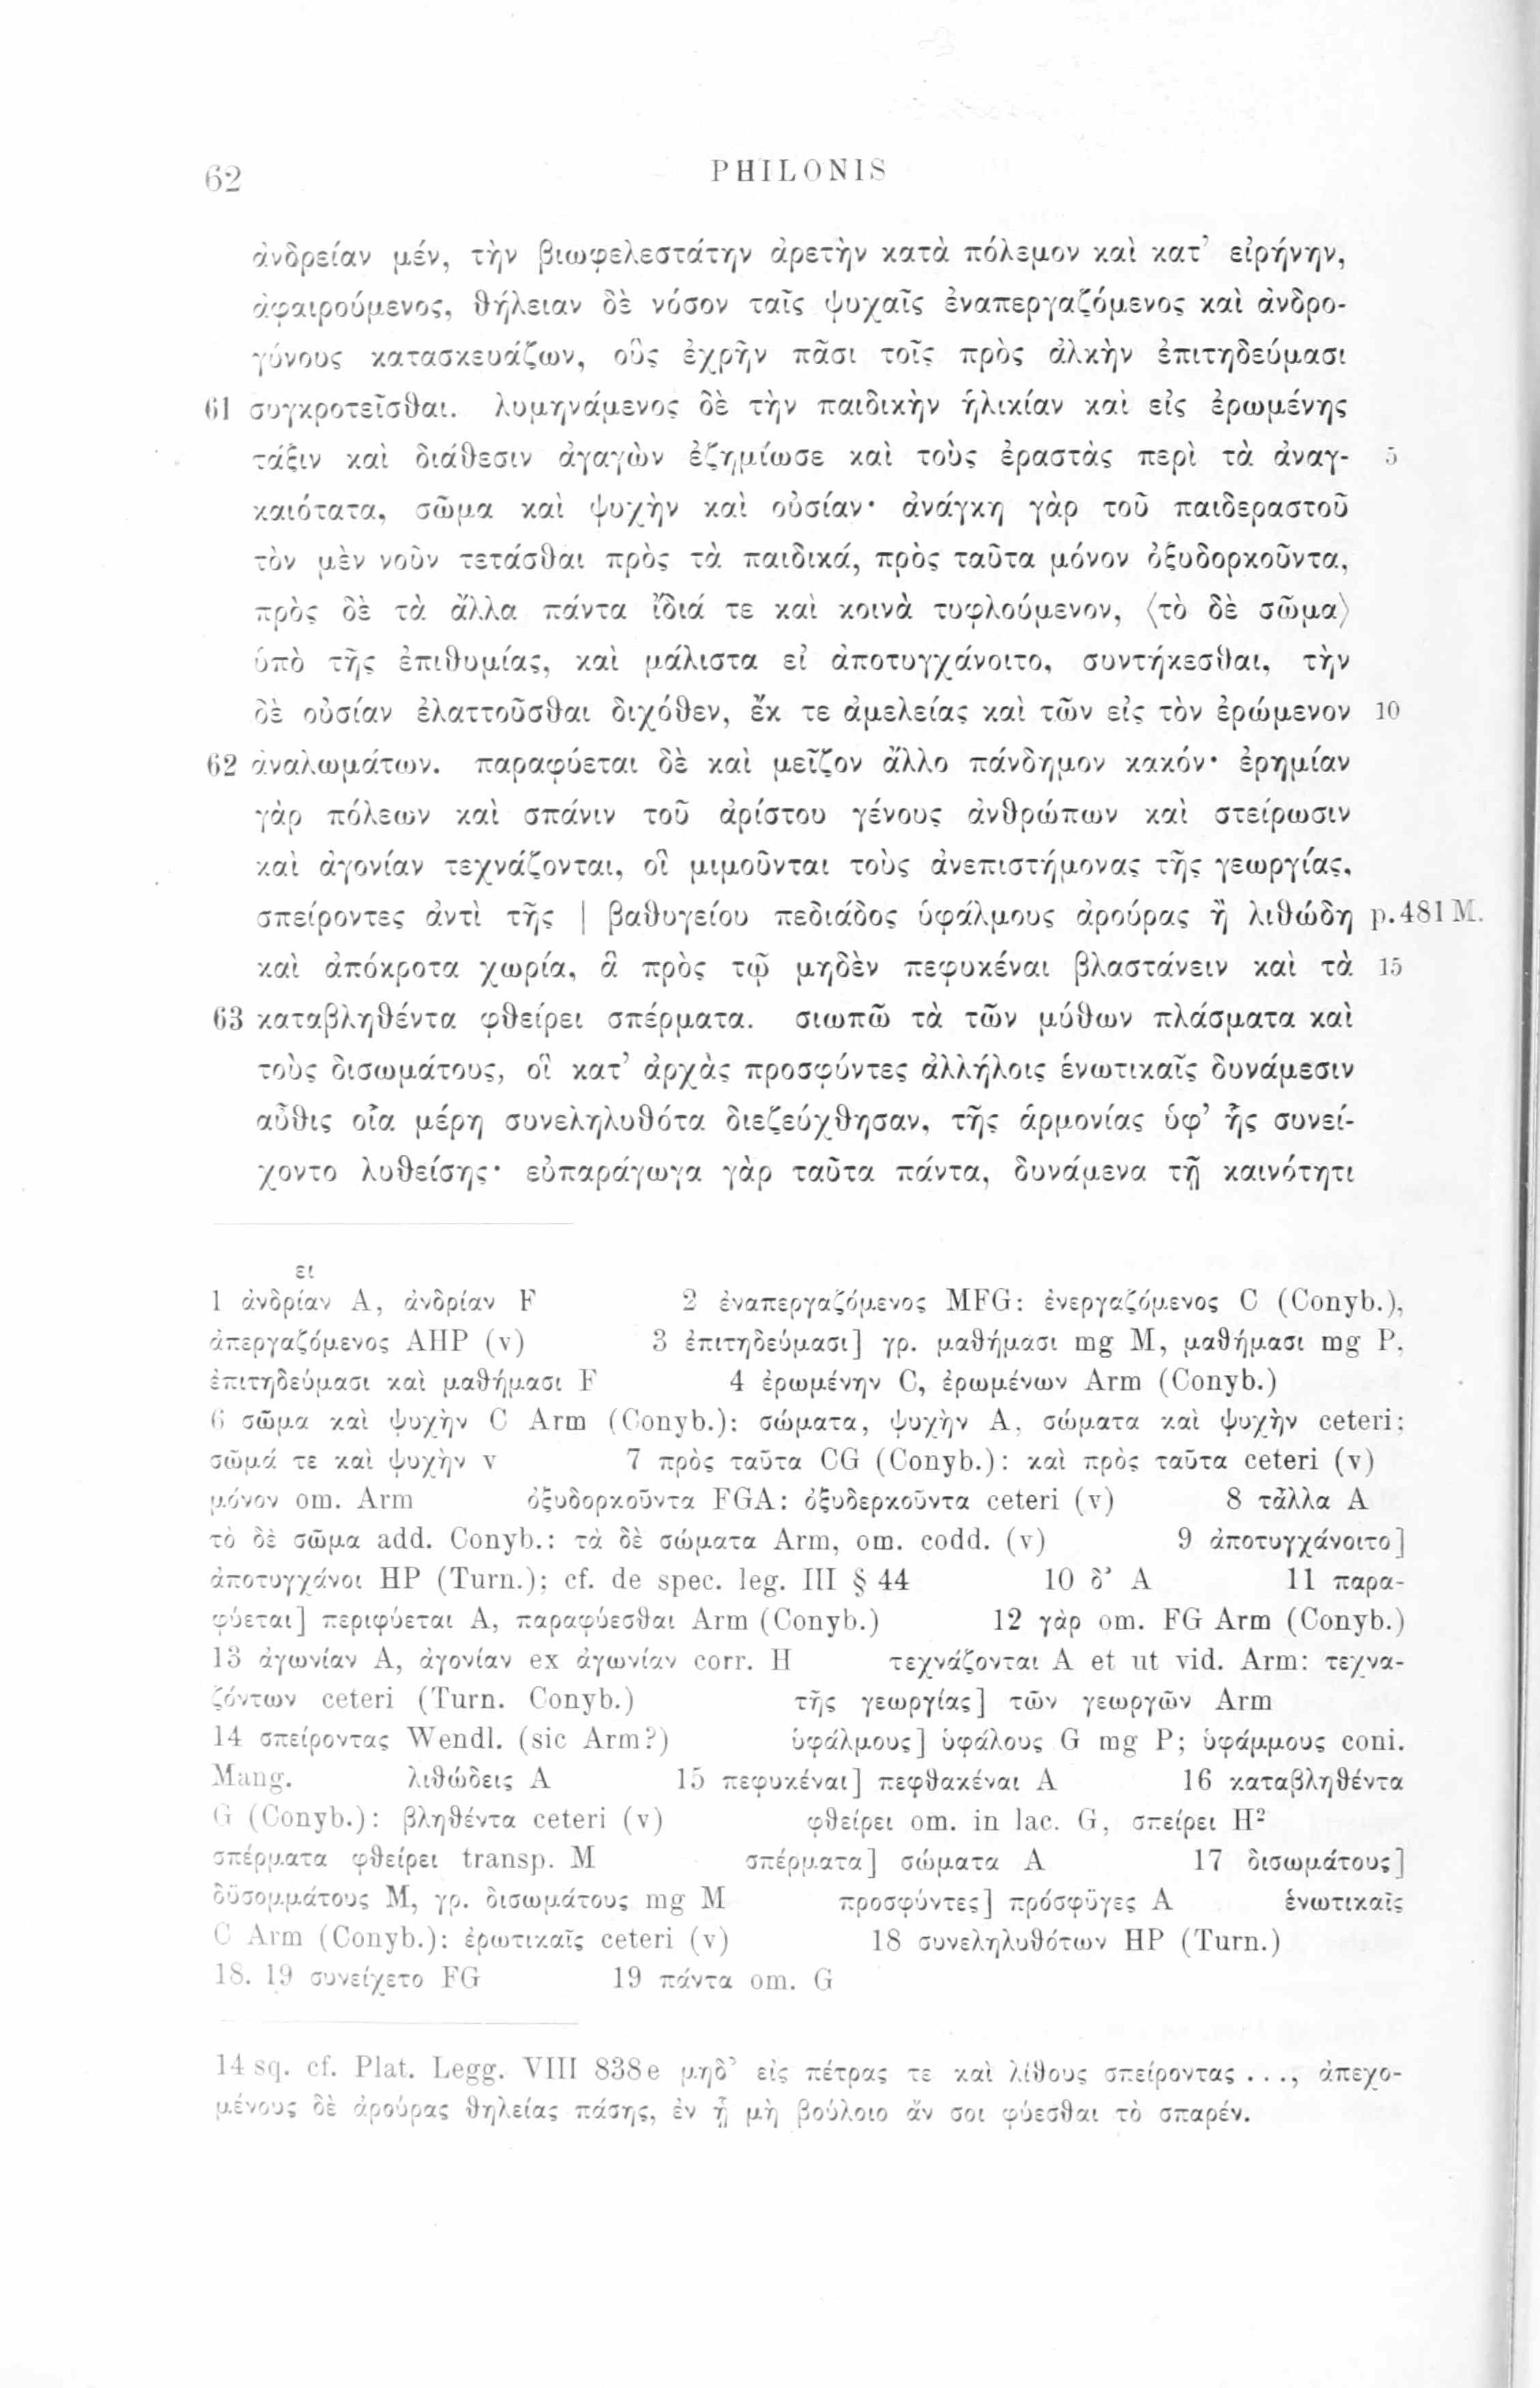 62 PHILONIS
ἀνδρείαν μέν, τὴν βιωφελεστάτην ἀρετὴν κατὰ πόλεμον καὶ κατ’ εἰρήνην,
ἀφαιρούμενος, θήλειαν δὲ νόσον ταῖς ψυχαῖς ἐναπεργαζόμενος καὶ ἀνδρο-
γύνους κατασκευάζων, οὓς ἐχρῆν πᾶσι τοῖς πρὸς ἀλκὴν ἐπιτηδεύμασι
61 συγκροτεῖσθαι. λυμηνάμενος δὲ τὴν παιδικὴν ἡλικίαν καὶ εἰς ἐρωμένης
τάξιν καὶ διάθεσιν ἀγαγὼν ἐζημίωσε καὶ τοὺς ἐραστὰς περὶ τὰ ἀναγ- 5
καιότατα, σῶμα καὶ ψυχὴν καὶ οὐσίαν· ἀνάγκη γὰρ τοῦ παιδεραστοῦ
τὸν μὲν νοῦν τετάσθαι πρὸς τὰ παιδικά, πρὸς ταῦτα μόνον ὀξυδορκοῦντα,
πρὸς δὲ τὰ ἄλλα πάντα ἴδιά τε καὶ κοινὰ τυφλούμενον, ⟨τὸ δὲ σῶμα⟩
ὑπὸ τῆς ἐπιθυμίας, καὶ μάλιστα εἰ ἀποτυγχάνοιτο, συντήκεσθαι, τὴν
δὲ οὐσίαν ἐλαττοῦσθαι διχόθεν, ἔκ τε ἀμελείας καὶ τῶν εἰς τὸν ἐρώμενον 10
62 ἀναλωμάτων. παραφύεται δὲ καὶ μεῖζον ἄλλο πάνδημον κακόν· ἐρημίαν
γὰρ πόλεων καὶ σπάνιν τοῦ ἀρίστου γένους ἀνθρώπων καὶ στείρωσιν
καὶ ἀγονίαν τεχνάζονται, οἳ μιμοῦνται τοὺς ἀνεπιστήμονας τῆς γεωργίας,
σπείροντες ἀντὶ τῆς | βαθυγείου πεδιάδος ὑφάλμους ἀρούρας ἢ λιθώδη p.481 M.
καὶ ἀπόκροτα χωρία, ἃ πρὸς τῷ μηδὲν πεφυκέναι βλαστάνειν καὶ τὰ 15
63 καταβληθέντα φθείρει σπέρματα. σιωπῶ τὰ τῶν μύθων πλάσματα καὶ
τοὺς δισωμάτους, οἳ κατ’ ἀρχὰς προσφύντες ἀλλήλοις ἑνωτικαῖς δυνάμεσιν
αὖθις οἷα μέρη συνεληλυθότα διεζεύχθησαν, τῆς ἁρμονίας ὑφ’ ἧς συνεί-
χοντο λυθείσης· εὐπαράγωγα γὰρ ταῦτα πάντα, δυνάμενα τῇ καινότητι
ει
1 ἀνδρίαν A, ἀνδρίαν F 2 ἐναπεργαζόμενος MFG: ἐνεργαζόμενος C (Conyb.),
ἀπεργαζόμενος AHP (v) 3 ἐπιτηδεύμασι] γρ. μαθήμασι mg M, μαθήμασι mg P,
ἐπιτηδεύμασι καὶ μαθήμασι F 4 ἐρωμένην C, ἐρωμένων Arm (Conyb.)
6 σῶμα καὶ ψυχὴν C Arm (Conyb.): σώματα, ψυχὴν A, σώματα καὶ ψυχὴν ceteri;
σῶμά τε καὶ ψυχὴν v 7 πρὸς ταῦτα CG (Conyb.): καὶ πρὸς ταῦτα ceteri (v)
μόνον om. Arm ὀξυδορκοῦντα FGA: ὀξυδερκοῦντα ceteri (v) 8 τἆλλα A
τὸ δὲ σῶμα add. Conyb.: τὰ δὲ σώματα Arm, om. codd. (v) 9 ἀποτυγχάνοιτο]
ἀποτυγχάνοι HP (Turn.); cf. de spec. leg. III § 44 10 δ’ A 11 παρα-
φύεται] περιφύεται A, παραφύεσθαι Arm (Conyb.) 12 γὰρ om. FG Arm (Conyb.)
13 ἀγωνίαν A, ἀγονίαν ex ἀγωνίαν corr. H τεχνάζονται A et ut vid. Arm: τεχνα-
ζόντων ceteri (Turn. Conyb.) τῆς γεωργίας] τῶν γεωργῶν Arm
14 σπείροντας Wendl. (sic Arm?) ὑφάλμους] ὑφάλους G mg P; ὑφάμμους coni.
Mang. λιθώδεις A 15 πεφυκέναι] πεφθακέναι A 16 καταβληθέντα
G (Conyb.): βληθέντα ceteri (v) φθείρει om. in lac. G, σπείρει H²
σπέρματα φθείρει transp. M σπέρματα] σώματα A 17 δισωμάτους]
δϋσομμάτους M, γρ. δισωμάτους mg M προσφύντες] πρόσφϋγες A ἑνωτικαῖς
C Arm (Conyb.): ἐρωτικαῖς ceteri (v) 18 συνεληλυθότων HP (Turn.)
18. 19 συνείχετο FG 19 πάντα om. G
14 sq. cf. Plat. Legg. VIII 838e μηδ’ εἰς πέτρας τε καὶ λίθους σπείροντας ..., ἀπεχο-
μένους δὲ ἀρούρας θηλείας πάσης, ἐν ᾗ μὴ βούλοιο ἄν σοι φύεσθαι τὸ σπαρέν.